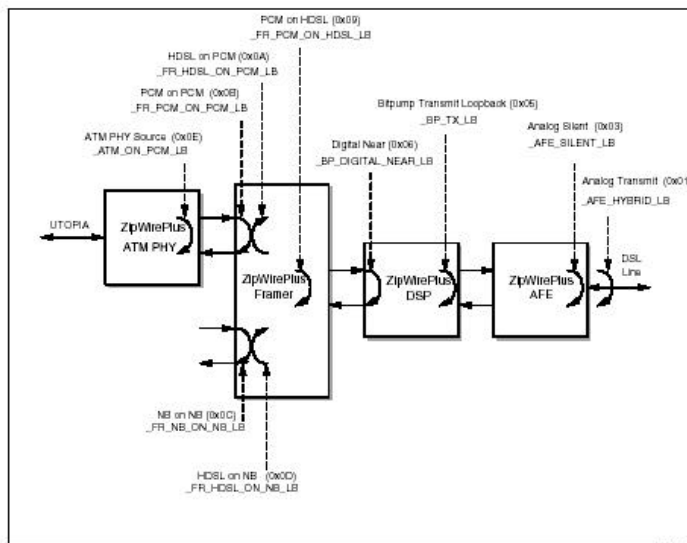 PCM on HDSL (0x09)
_FR_PCM_ON_HDSL_LB
HDSL on PCM (0x0A)
_FR_HDSL_ON_PCM_LB
PCM on PCM (0x0B)
_FR_PCM_ON_PCM_LB
ATM PHY Source (0x0E)
_ATM_ON_PCM_LB
Bitpump Transmit Loopback (0x05)
_BP_TX_LB
Digital Near (0x06)
_BP_DIGITAL_NEAR_LB
Analog Silent (0x03)
_AFE_SILENT_LB
Analog Transmit (0x01
_AFE_HYBRID_LB
UTOPIA
ZipWirePlus
ATM PHY
ZipWirePlus
Framer
ZipWirePlus
DSP
ZipWirePlus
AFE
DSL
Line
NB on NB (0x0C)
_FR_NB_ON_NB_LB
HDSL on NB (0x0D)
_FR_HDSL_ON_NB_LB